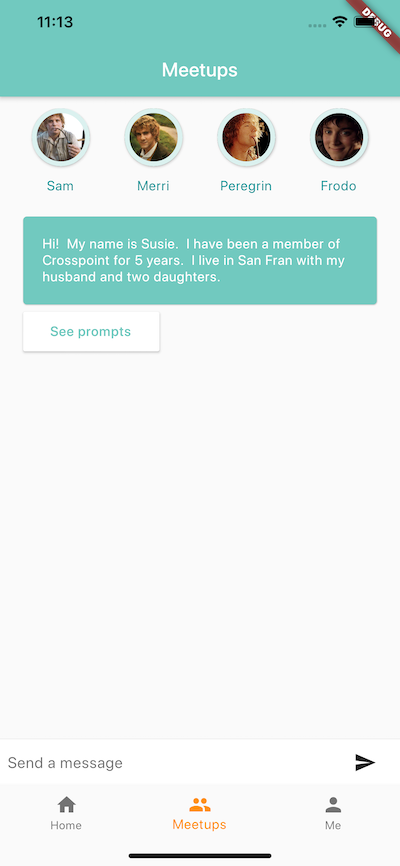 11:13
DEBUG
Meetups
Sam Merri Peregrin Frodo
Hi!  My name is Susie.  I have been a member of
Crosspoint for 5 years.  I live in San Fran with my
husband and two daughters.
See prompts
Send a message
Home Meetups Me